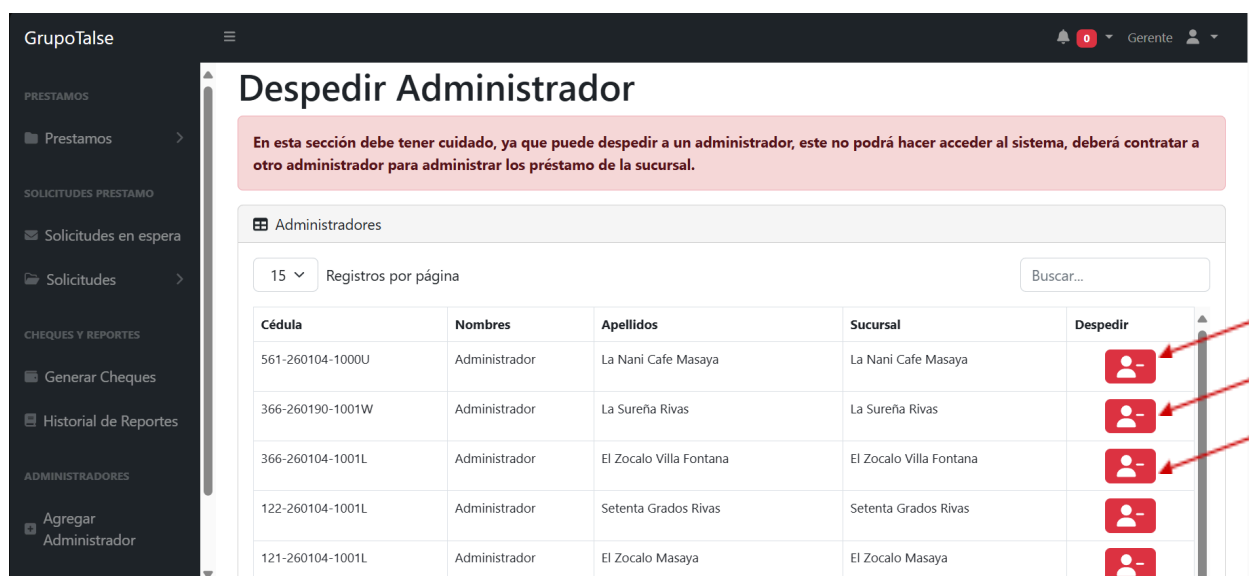 GrupoTalse
0
Gerente
PRESTAMOS
Prestamos
SOLICITUDES PRESTAMO
Solicitudes en espera
Solicitudes
CHEQUES Y REPORTES
Generar Cheques
Historial de Reportes
ADMINISTRADORES
Agregar
Administrador
Despedir Administrador
En esta sección debe tener cuidado, ya que puede despedir a un administrador, este no podrá hacer acceder al sistema, deberá contratar a
otro administrador para administrar los préstamo de la sucursal.
Administradores
15 Registros por página
Buscar...
Cédula Nombres Apellidos Sucursal Despedir
561-260104-1000U Administrador La Nani Cafe Masaya La Nani Cafe Masaya
366-260190-1001W Administrador La Sureña Rivas La Sureña Rivas
366-260104-1001L Administrador El Zocalo Villa Fontana El Zocalo Villa Fontana
122-260104-1001L Administrador Setenta Grados Rivas Setenta Grados Rivas
121-260104-1001L Administrador El Zocalo Masaya El Zocalo Masaya